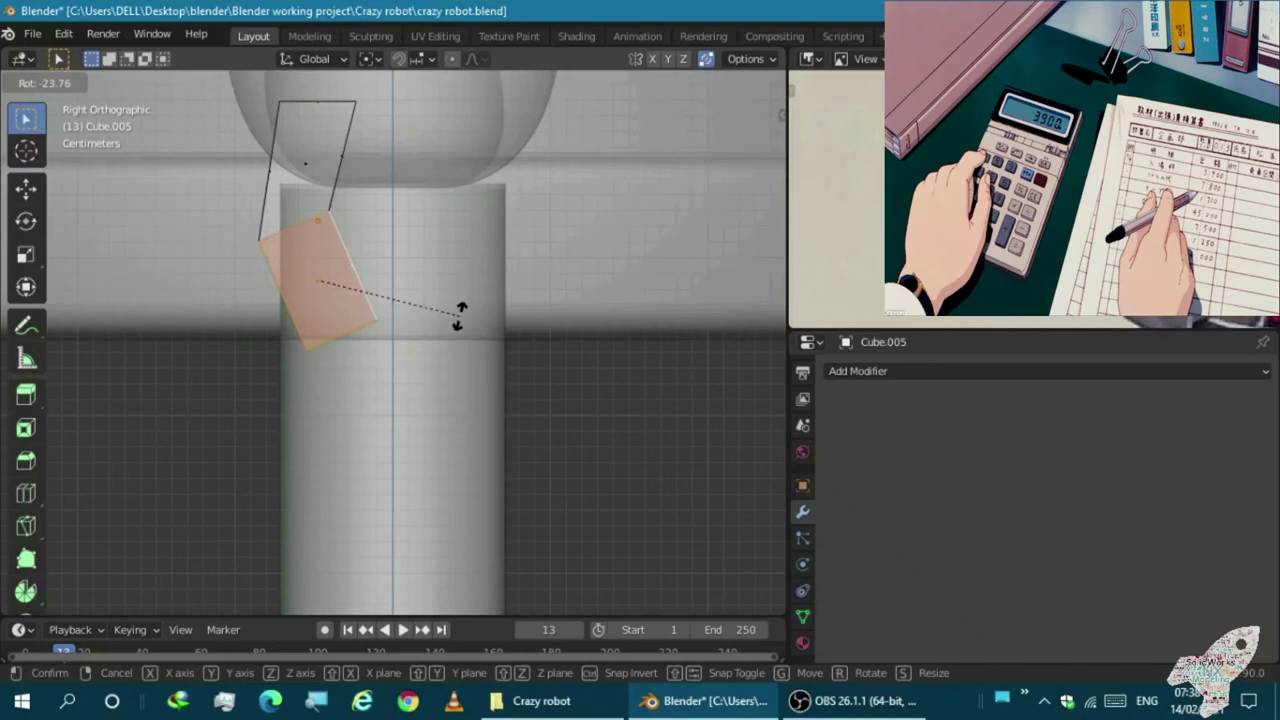 Blender* [C:\Users\DELL\Desktop\blender\Blender working project\Crazy robot\crazy robot.blend]
File Edit Render Window Help Layout Modeling Sculpting UV Editing Texture Paint Shading Animation Rendering Compositing Scripting
Global X Y Z Options View
Rot: -23.76
Right Orthographic
(13) Cube.005
Centimeters
3,900.
Cube.005
Add Modifier
Playback Keying View Marker 13 Start 1 End 250
Confirm Cancel X X axis Y Y axis Z Z axis X X plane Y Y plane Z Z plane Ctrl Snap Invert Snap Toggle G Move R Rotate S Resize
SolidWorks
Crazy robot Blender* [C:\Users\... OBS 26.1.1 (64-bit, ... ENG